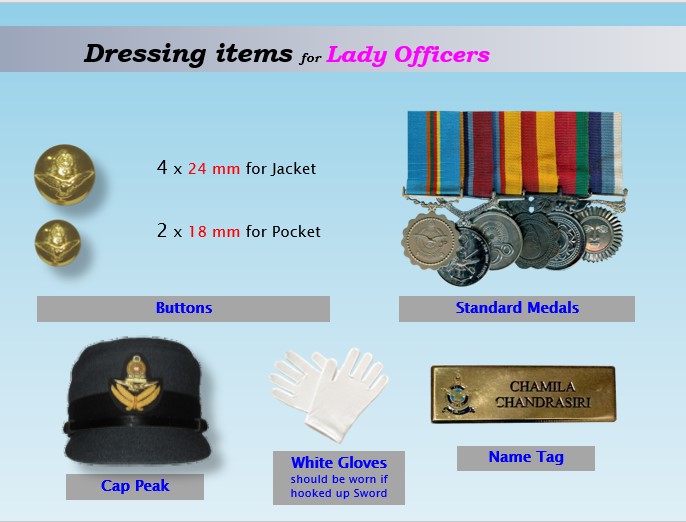 Dressing items for Lady Officers
4 x 24 mm for Jacket
2 x 18 mm for Pocket
Buttons
Standard Medals
CHAMILA
CHANDRASIRI
Cap Peak
White Gloves
should be worn if
hooked up Sword
Name Tag